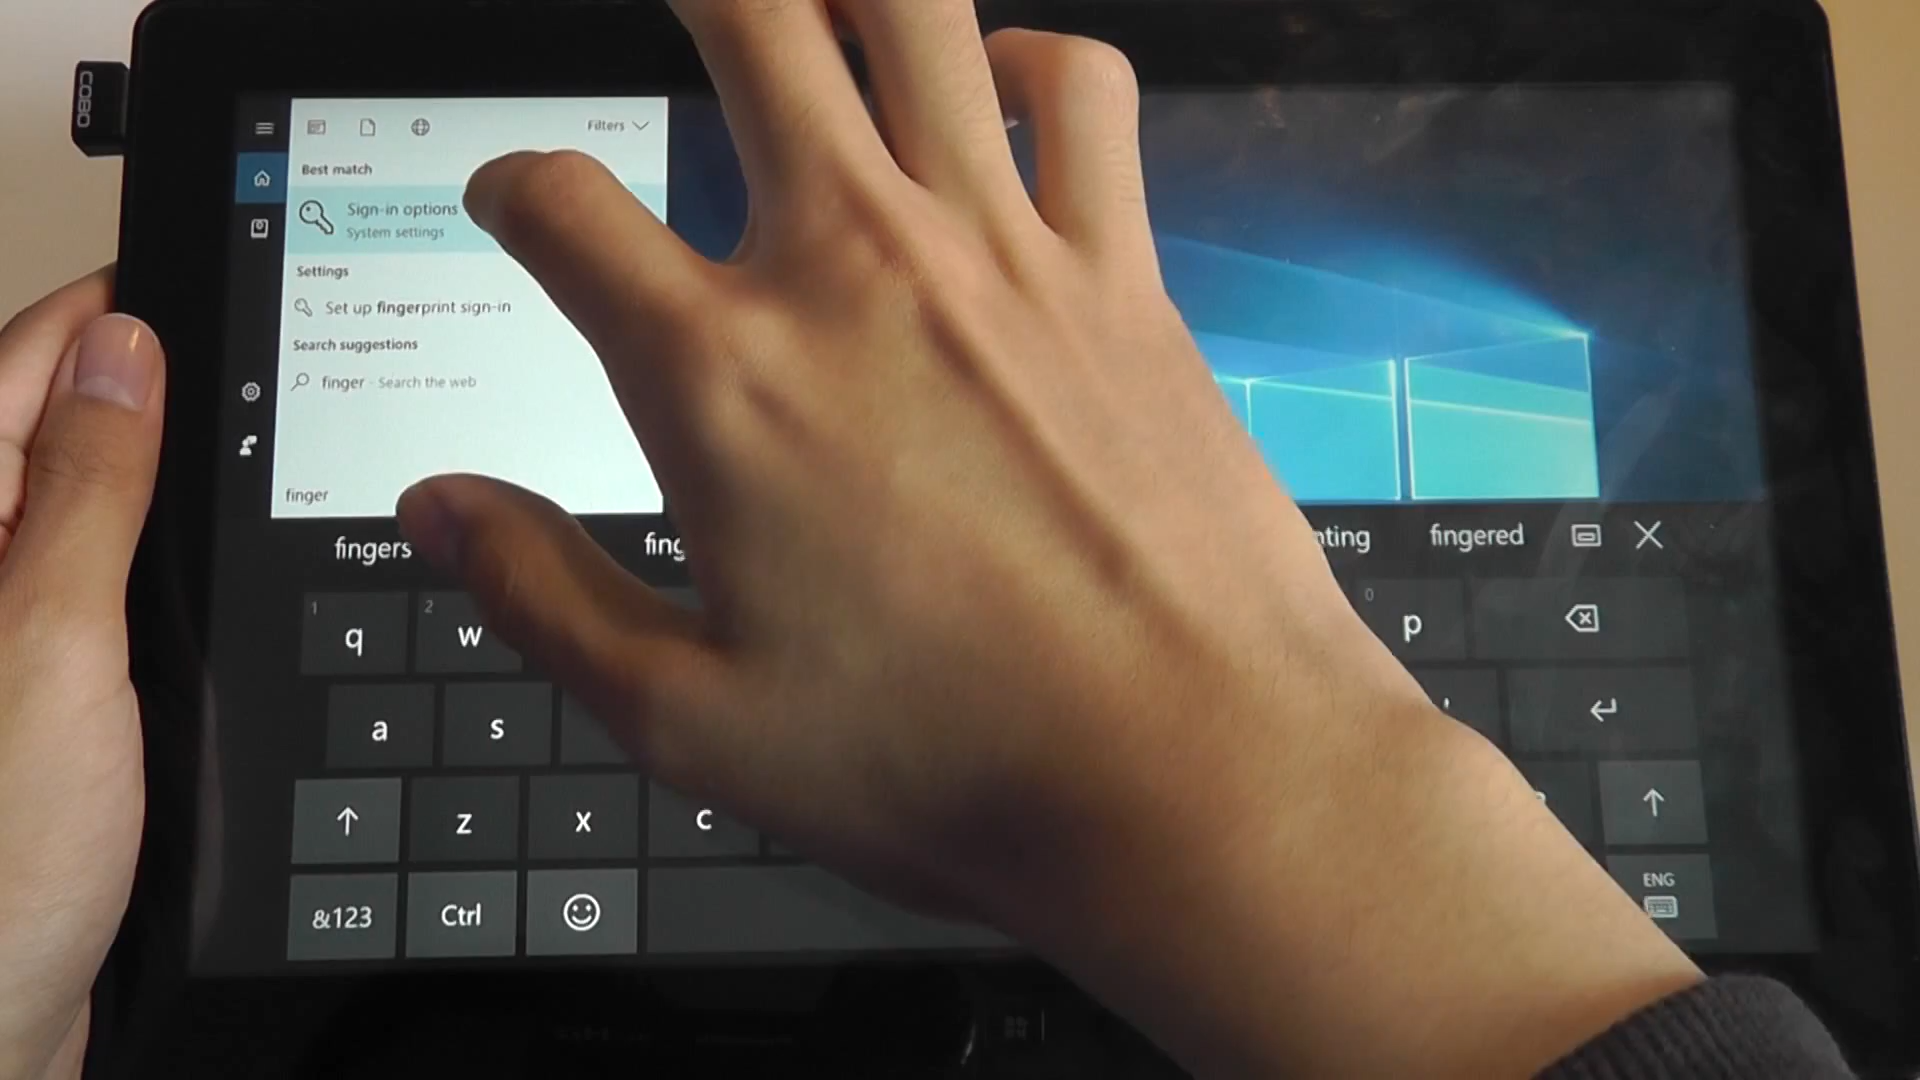 COBO
Filters
Best match
Sign-in options
System settings
Settings
Set up fingerprint sign-in
Search suggestions
finger - Search the web
finger
fingers
fingered
1 2 0
q w p
a s
z x c
&123 Ctrl ENG